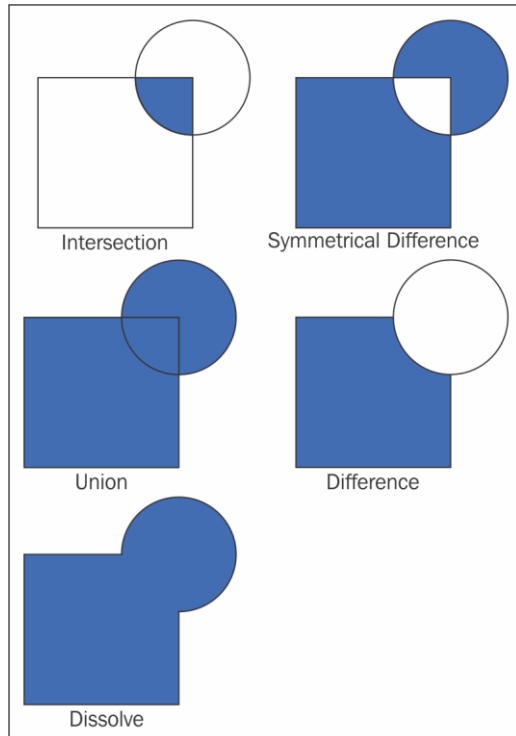 Intersection
Symmetrical Difference
Union
Difference
Dissolve